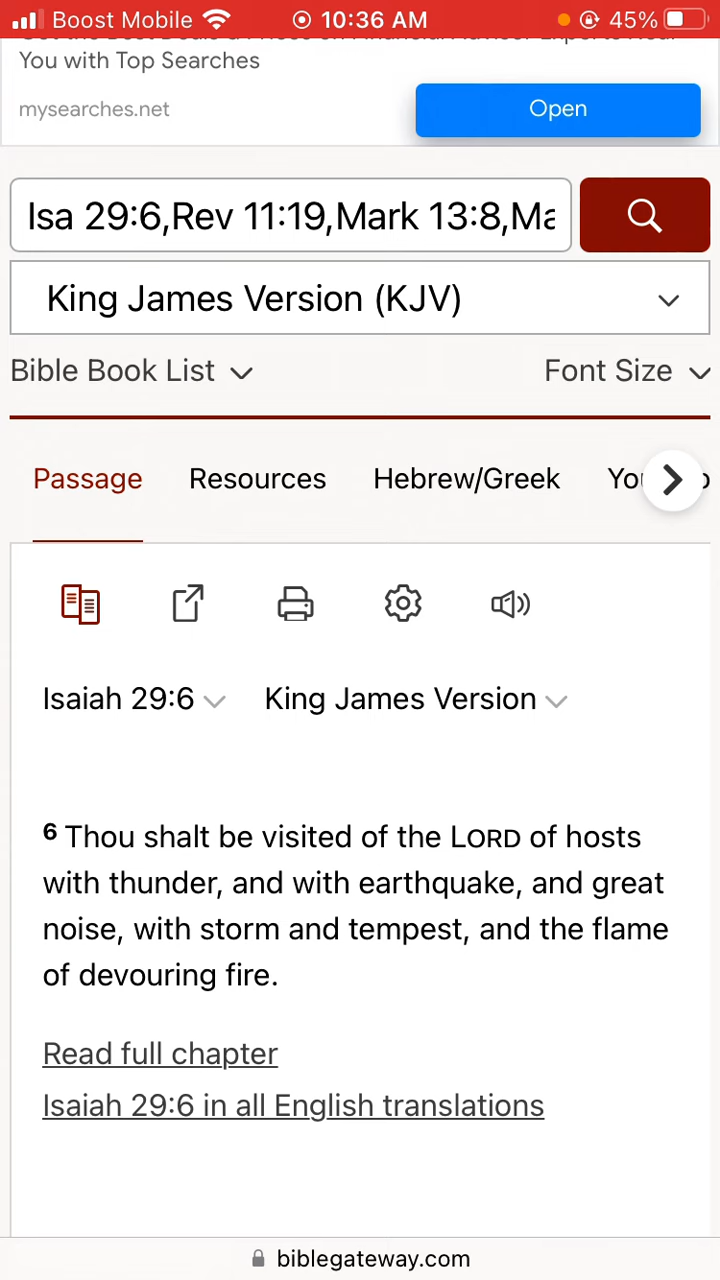 Boost Mobile 10:36 AM 45%
You with Top Searches
mysearches.net
Open
Isa 29:6,Rev 11:19,Mark 13:8,Ma
King James Version (KJV)
Bible Book List Font Size
Passage Resources Hebrew/Greek You
Isaiah 29:6 King James Version
6 Thou shalt be visited of the LORD of hosts
with thunder, and with earthquake, and great
noise, with storm and tempest, and the flame
of devouring fire.
Read full chapter
Isaiah 29:6 in all English translations
biblegateway.com